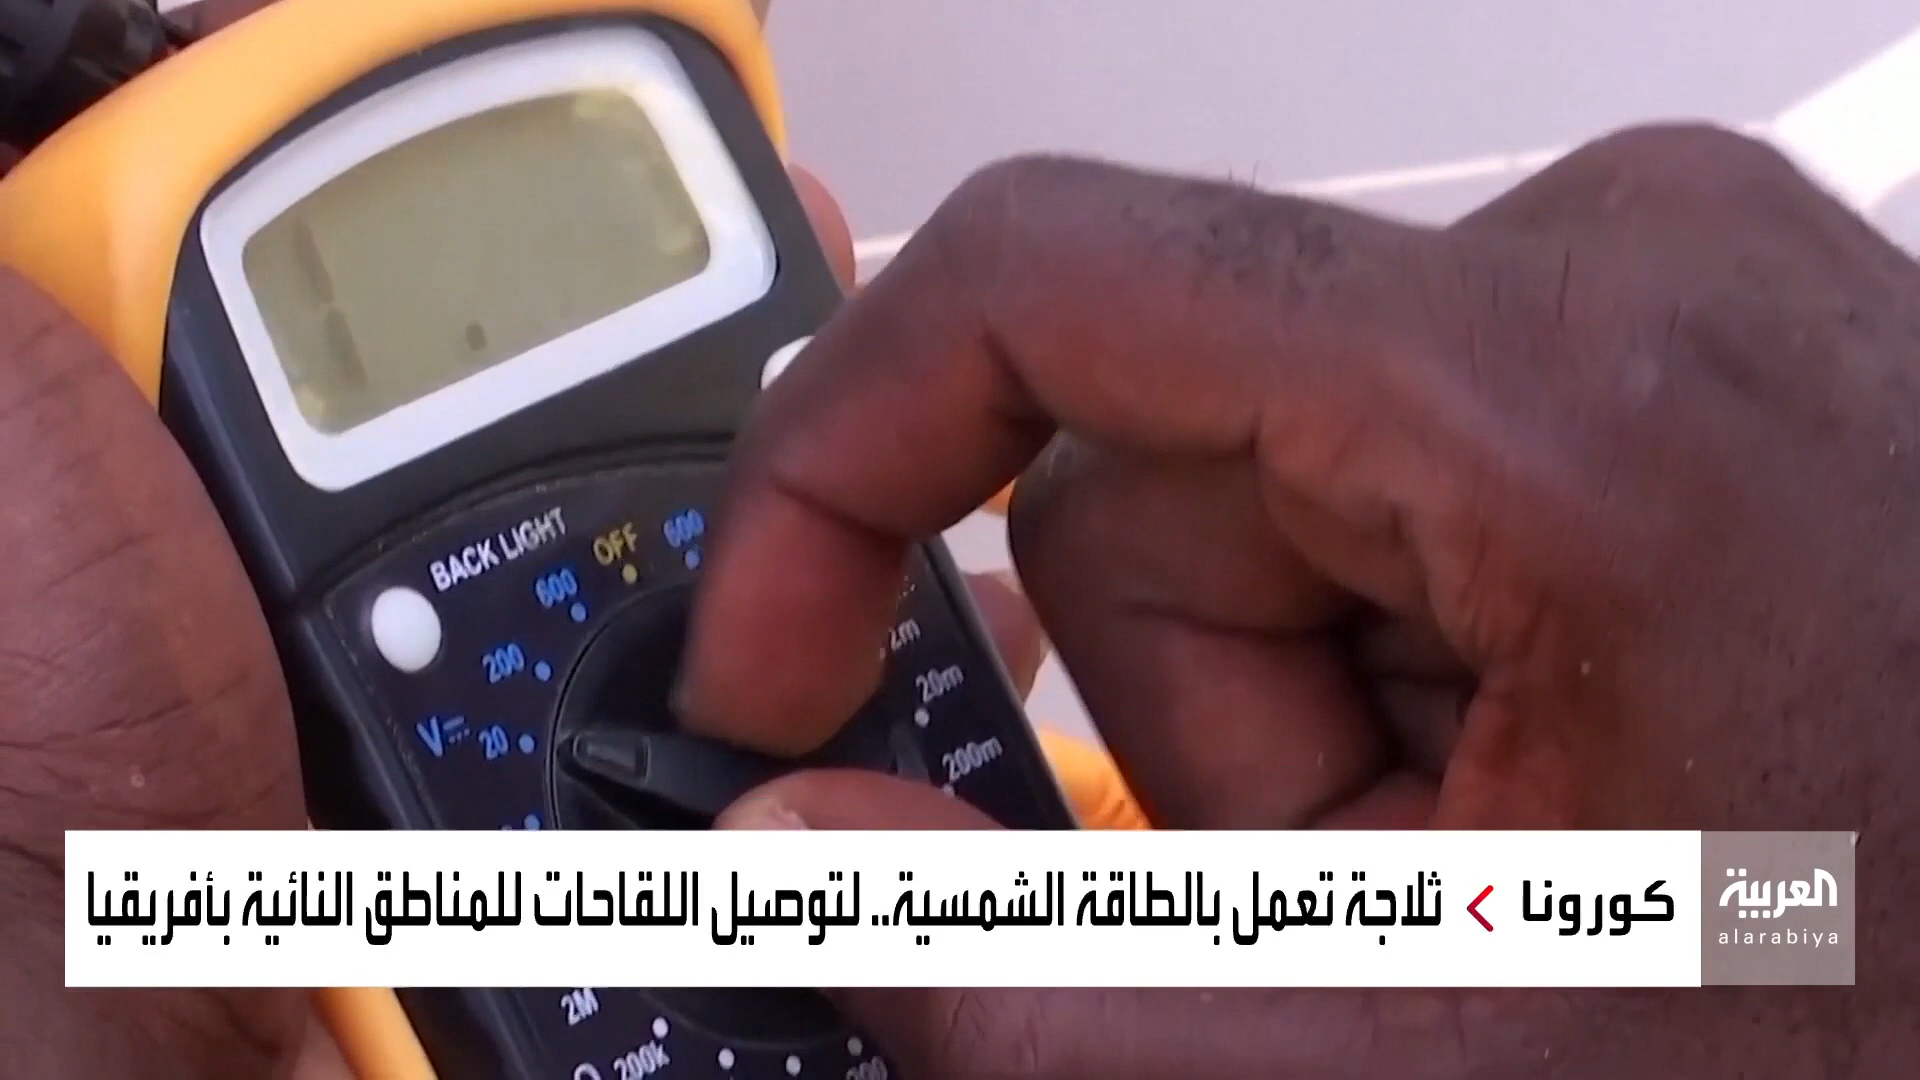 BACK LIGHT
OFF
600
600
200
V
20
2m
20m
200m
كورونا > ثلاجة تعمل بالطاقة الشمسية.. لتوصيل اللقاحات للمناطق النائية بأفريقيا
العربية
alarabiya
2M
200k